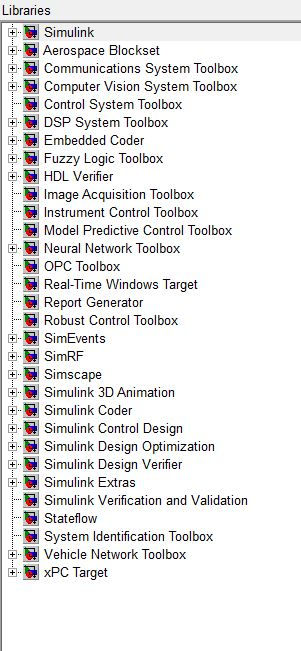 Libraries
Simulink
Aerospace Blockset
Communications System Toolbox
Computer Vision System Toolbox
Control System Toolbox
DSP System Toolbox
Embedded Coder
Fuzzy Logic Toolbox
HDL Verifier
Image Acquisition Toolbox
Instrument Control Toolbox
Model Predictive Control Toolbox
Neural Network Toolbox
OPC Toolbox
Real-Time Windows Target
Report Generator
Robust Control Toolbox
SimEvents
SimRF
Simscape
Simulink 3D Animation
Simulink Coder
Simulink Control Design
Simulink Design Optimization
Simulink Design Verifier
Simulink Extras
Simulink Verification and Validation
Stateflow
System Identification Toolbox
Vehicle Network Toolbox
xPC Target